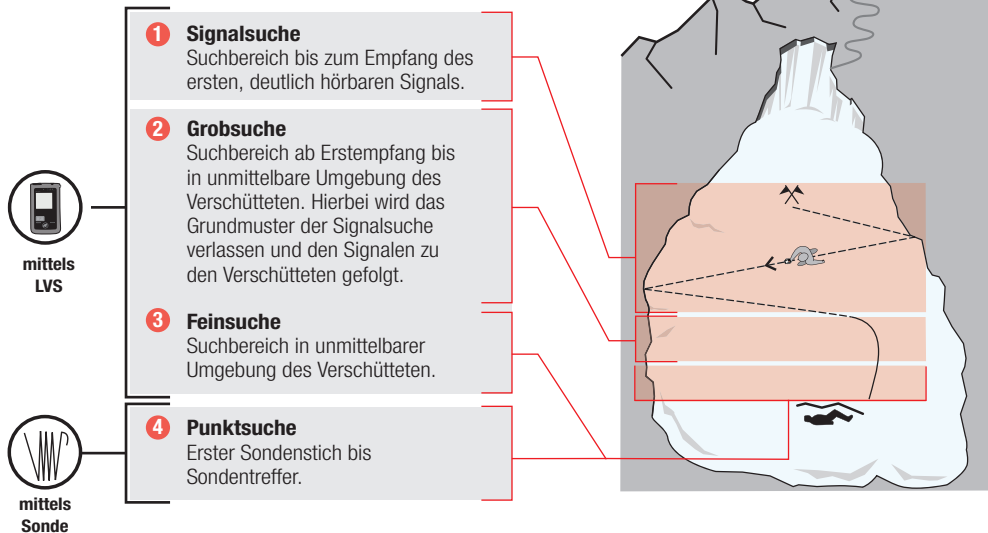 1 Signalsuche
Suchbereich bis zum Empfang des
ersten, deutlich hörbaren Signals.
2 Grobsuche
Suchbereich ab Erstempfang bis
in unmittelbare Umgebung des
Verschütteten. Hierbei wird das
Grundmuster der Signalsuche
verlassen und den Signalen zu
den Verschütteten gefolgt.
mittels
LVS
3 Feinsuche
Suchbereich in unmittelbarer
Umgebung des Verschütteten.
4 Punktsuche
Erster Sondenstich bis
Sondentreffer.
mittels
Sonde